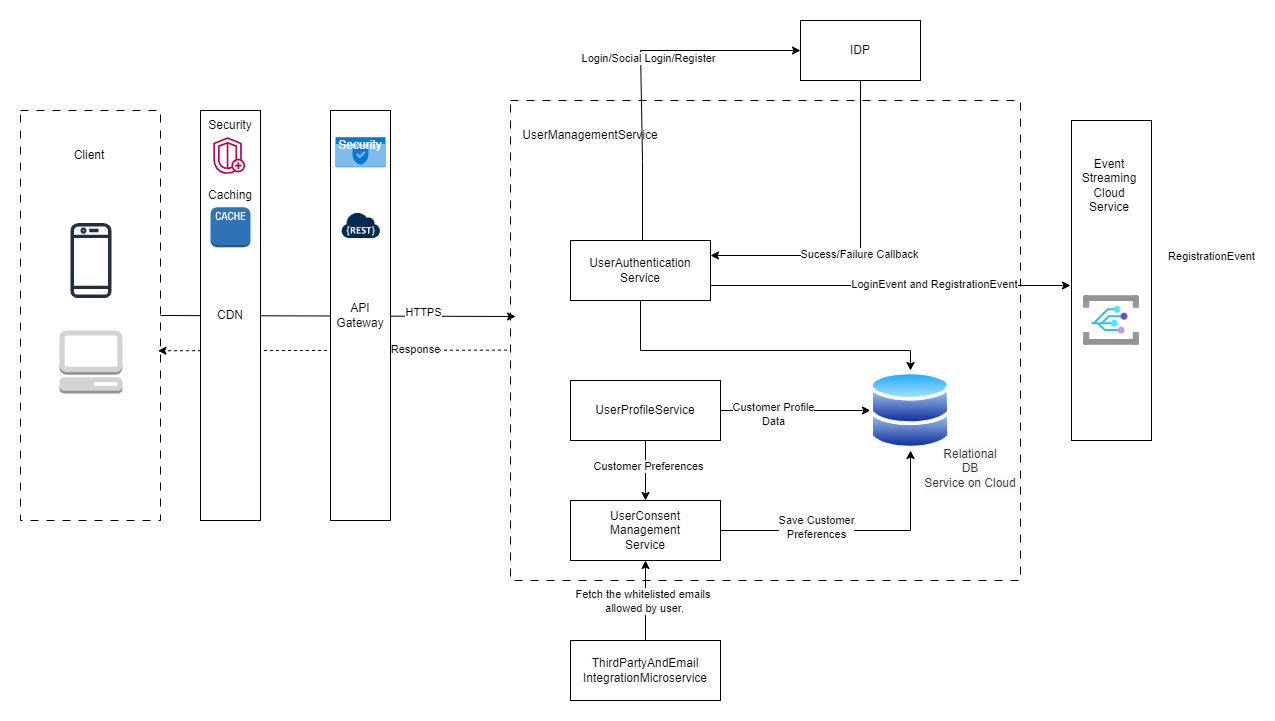 IDP
Login/Social Login/Register
Security
UserManagementService
Security
Client
Event
Streaming
Cloud
Service
Caching
CACHE
{REST}
UserAuthentication
Service
Sucess/Failure Callback
RegistrationEvent
LoginEvent and RegistrationEvent
CDN
API
Gateway
HTTPS
Response
UserProfileService
Customer Profile
Data
Relational
DB
Service on Cloud
Customer Preferences
UserConsent
Management
Service
Save Customer
Preferences
Fetch the whitelisted emails
allowed by user.
ThirdPartyAndEmail
IntegrationMicroservice